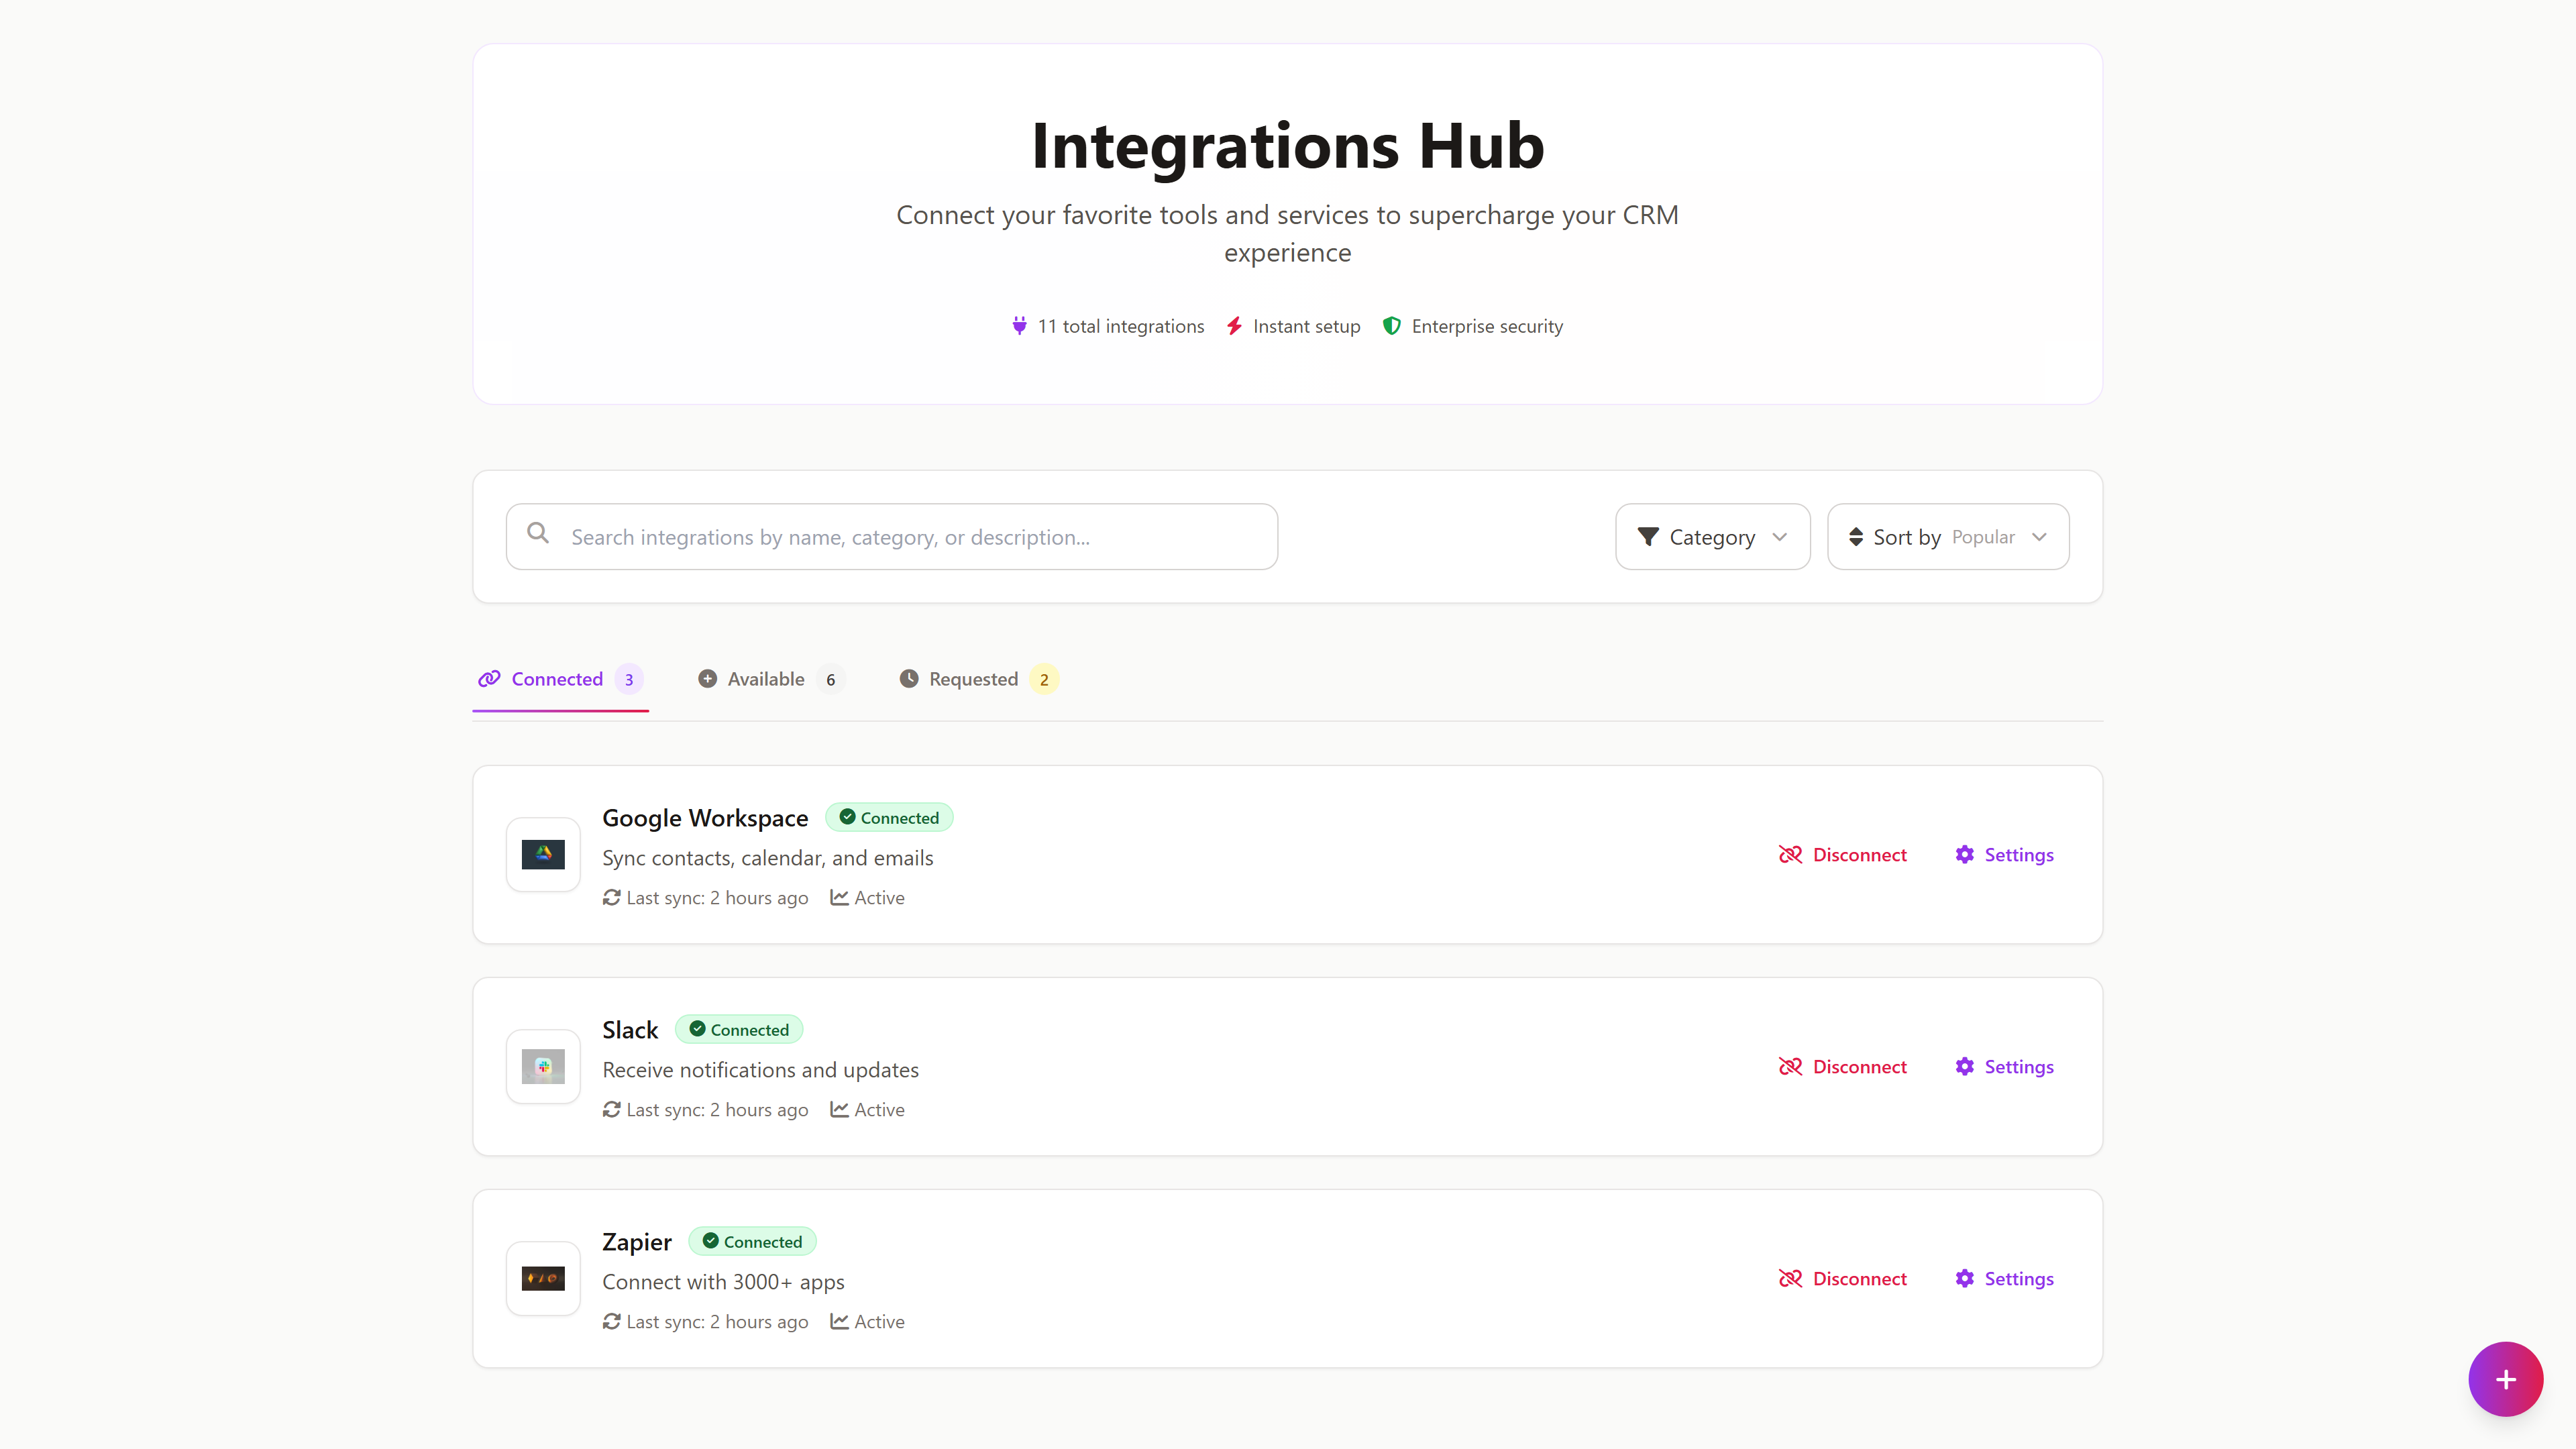 Integrations Hub
Connect your favorite tools and services to supercharge your CRM
experience
11 total integrations Instant setup Enterprise security
Search integrations by name, category, or description...
Category
Sort by Popular
Connected 3
Available 6
Requested 2
Google Workspace Connected
Sync contacts, calendar, and emails
Last sync: 2 hours ago Active
Disconnect Settings
Slack Connected
Receive notifications and updates
Last sync: 2 hours ago Active
Disconnect Settings
Zapier Connected
Connect with 3000+ apps
Last sync: 2 hours ago Active
Disconnect Settings